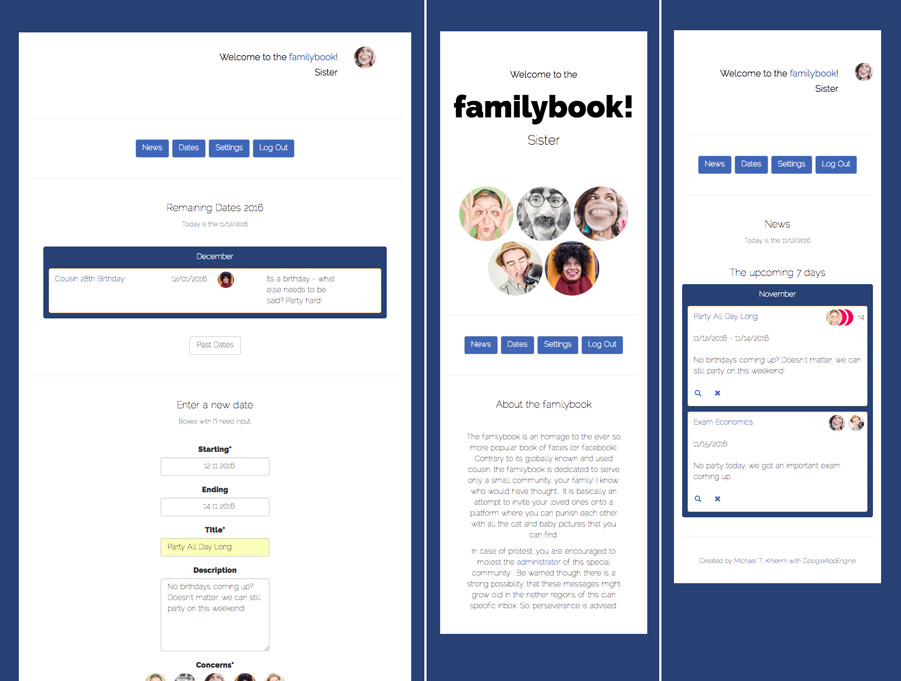 Welcome to the familybook!
Sister
News Dates Settings Log Out
Remaining Dates 2016
Today is the 11/12/2016
December
Cousin 28th Birthday 12/01/2016 Its a birthday - what
else needs to be
said? Party hard!
Past Dates
Enter a new date
Boxes with (*) need input.
Starting*
12.11.2016
Ending
14.11.2016
Title*
Party All Day Long
Description
No birthdays coming up?
Doesn't matter, we can still
party on this weekend!
Concerns*
Welcome to the
familybook!
Sister
News Dates Settings Log Out
About the familybook
The familybook is an homage to the ever so
more popular book of faces (or: facebook).
Contrary to its globally known and used
cousin the familybook is dedicated to serve
only a small community, your family! I know,
who would have thought.. It is basically an
attempt to invite your loved ones onto a
platform where you can punish each other
with all the cat and baby pictures that you
can find.
In case of protest, you are encouraged to
molest the administrator of this special
community. Be warned though there is a
strong possiblity, that these messages might
grow old in the nether regions of this clan
specific inbox. So, perseverance is advised.
Welcome to the familybook!
Sister
News Dates Settings Log Out
News
Today is the 11/12/2016
The upcoming 7 days
November
Party All Day Long +4
11/12/2016 - 11/14/2016
No birthdays coming up? Doesn't matter, we can
still party on this weekend!
Exam Economics
11/15/2016
No party today, we got an important exam
coming up.
Created by Michael T. Knierim with GoogleAppEngine